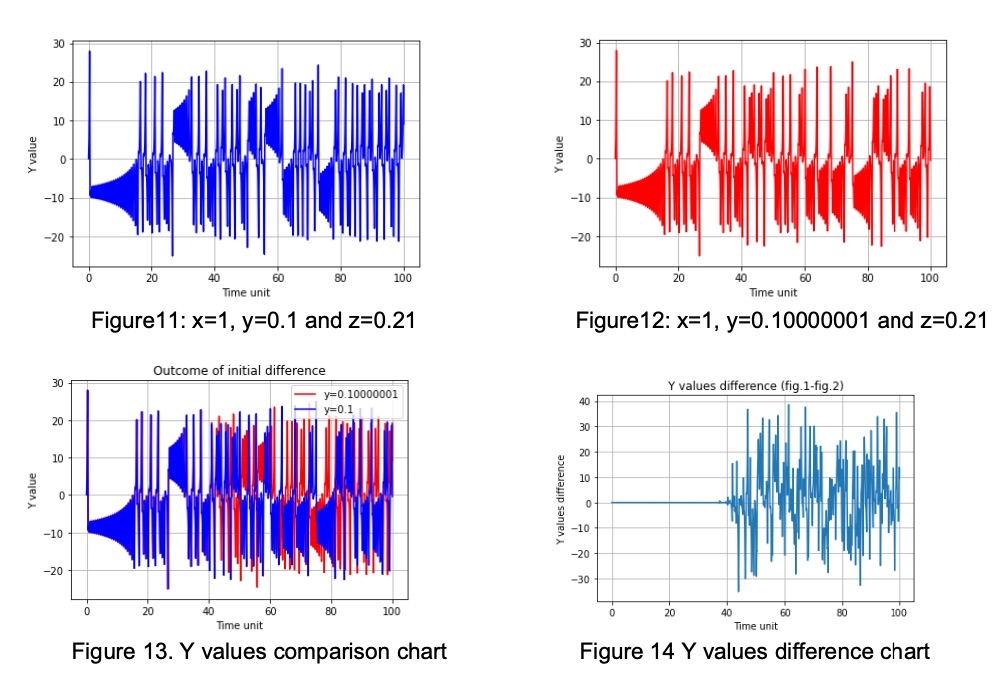 30
20
10
0
−10
−20
Y value
0 20 40 60 80 100
Time unit
Figure11: x=1, y=0.1 and z=0.21
30
20
10
0
−10
−20
Y value
0 20 40 60 80 100
Time unit
Figure12: x=1, y=0.10000001 and z=0.21
Outcome of initial difference
30
20
10
0
−10
−20
Y value
y=0.10000001
y=0.1
0 20 40 60 80 100
Time unit
Figure 13. Y values comparison chart
Y values difference (fig.1-fig.2)
40
30
20
10
0
−10
−20
−30
Y values difference
0 20 40 60 80 100
Time unit
Figure 14 Y values difference chart